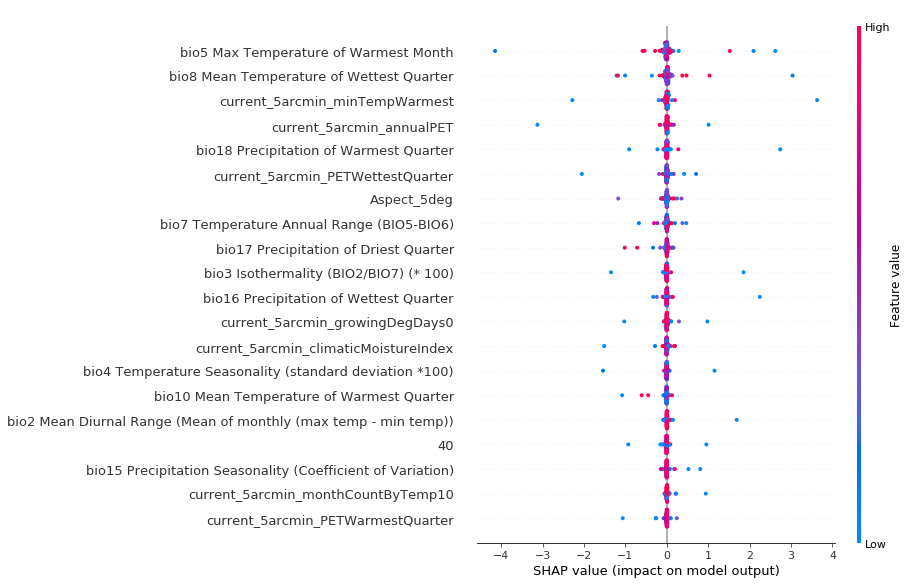 High
bio5 Max Temperature of Warmest Month
bio8 Mean Temperature of Wettest Quarter
current_5arcmin_minTempWarmest
current_5arcmin_annualPET
bio18 Precipitation of Warmest Quarter
current_5arcmin_PETWettestQuarter
Aspect_5deg
bio7 Temperature Annual Range (BIO5-BIO6)
bio17 Precipitation of Driest Quarter
bio3 Isothermality (BIO2/BIO7) (* 100)
bio16 Precipitation of Wettest Quarter
current_5arcmin_growingDegDays0
current_5arcmin_climaticMoistureIndex
bio4 Temperature Seasonality (standard deviation *100)
bio10 Mean Temperature of Warmest Quarter
bio2 Mean Diurnal Range (Mean of monthly (max temp - min temp))
40
bio15 Precipitation Seasonality (Coefficient of Variation)
current_5arcmin_monthCountByTemp10
current_5arcmin_PETWarmestQuarter
Feature value
Low
−4 −3 −2 −1 0 1 2 3 4
SHAP value (impact on model output)